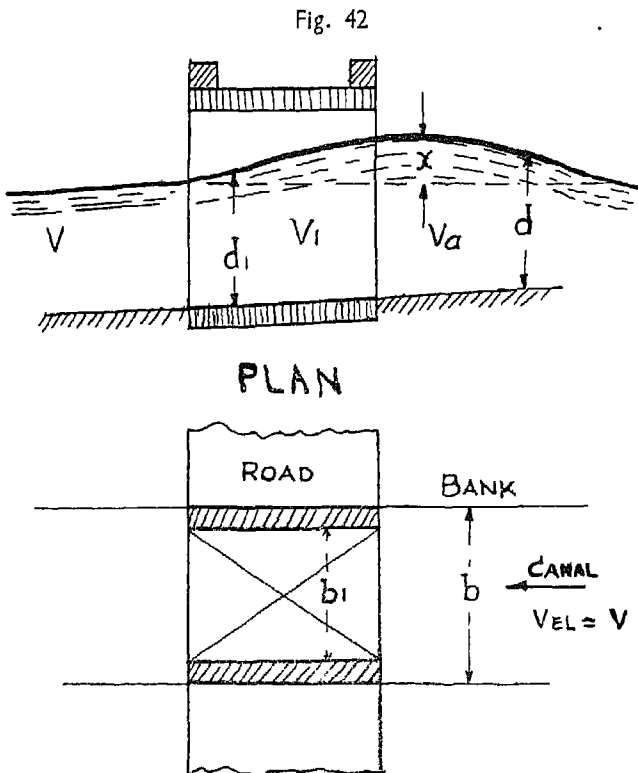 Fig. 42
x
V
V1
Va
d1
d
PLAN
ROAD
BANK
b1
b
CANAL
VEL = V